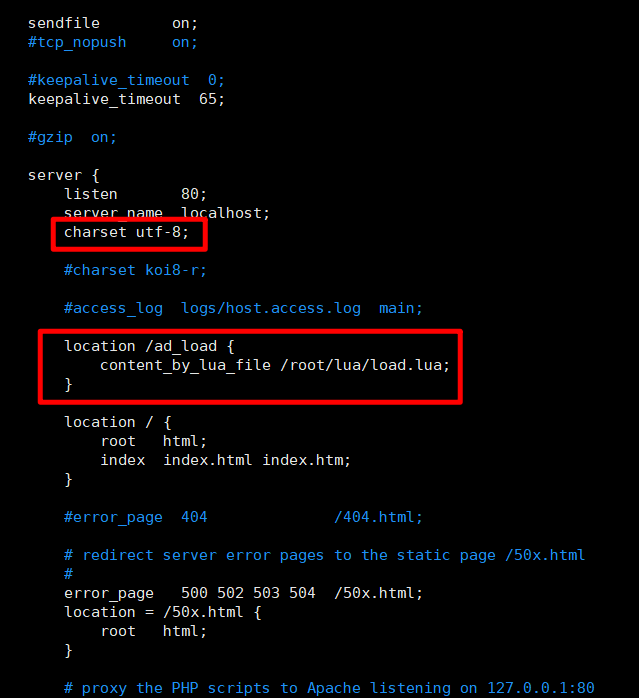 sendfile        on;
#tcp_nopush     on;
#keepalive_timeout  0;
keepalive_timeout  65;
#gzip  on;
server {
    listen       80;
    server_name  localhost;
    charset utf-8;
    #charset koi8-r;
    #access_log  logs/host.access.log  main;
    location /ad_load {
        content_by_lua_file /root/lua/load.lua;
    }
    location / {
        root   html;
        index  index.html index.htm;
    }
    #error_page  404              /404.html;
    # redirect server error pages to the static page /50x.html
    #
    error_page   500 502 503 504  /50x.html;
    location = /50x.html {
        root   html;
    }
    # proxy the PHP scripts to Apache listening on 127.0.0.1:80